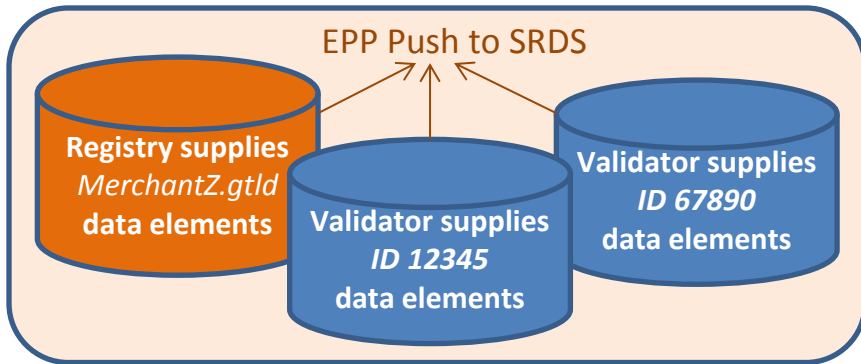 EPP Push to SRDS
Registry supplies
MerchantZ.gtld
data elements
Validator supplies
ID 12345
data elements
Validator supplies
ID 67890
data elements